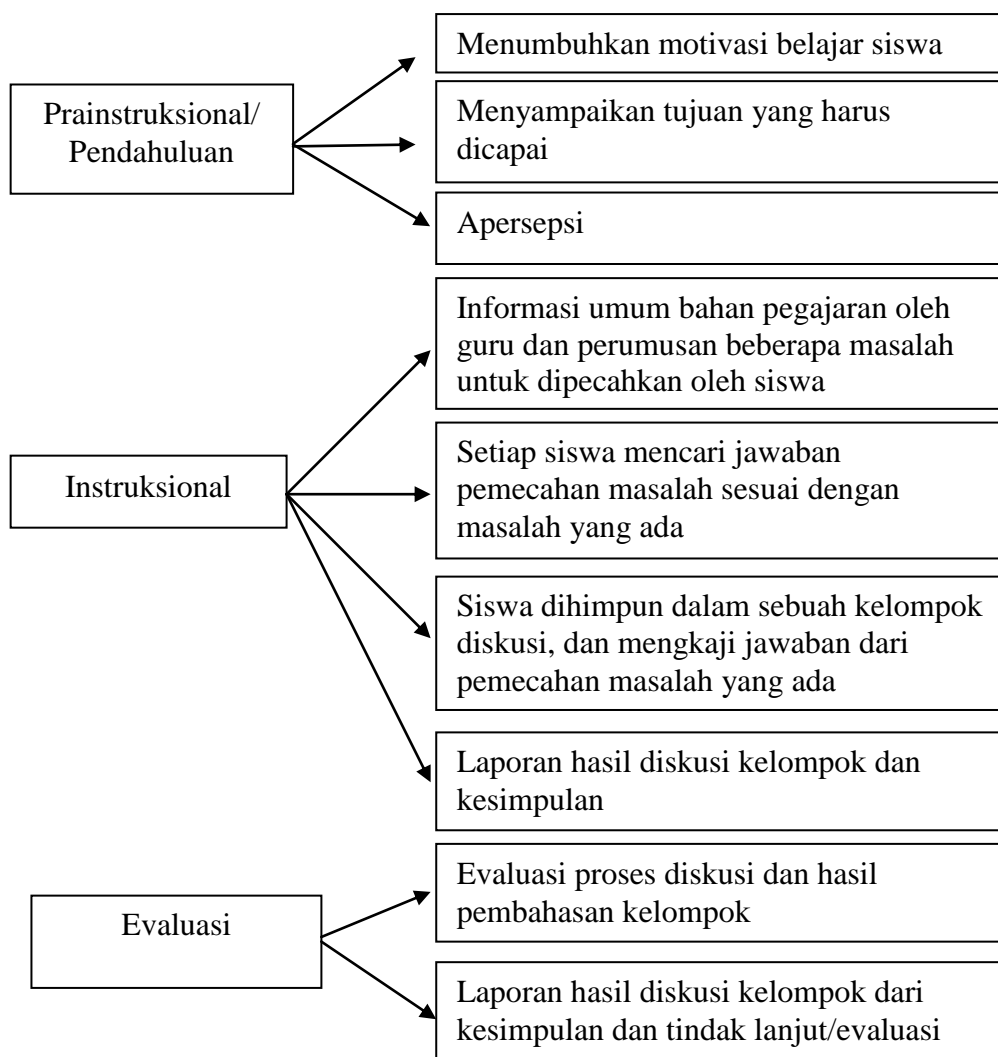 Prainstruksional/
Pendahuluan
Menumbuhkan motivasi belajar siswa
Menyampaikan tujuan yang harus
dicapai
Apersepsi
Instruksional
Informasi umum bahan pegajaran oleh
guru dan perumusan beberapa masalah
untuk dipecahkan oleh siswa
Setiap siswa mencari jawaban
pemecahan masalah sesuai dengan
masalah yang ada
Siswa dihimpun dalam sebuah kelompok
diskusi, dan mengkaji jawaban dari
pemecahan masalah yang ada
Laporan hasil diskusi kelompok dan
kesimpulan
Evaluasi
Evaluasi proses diskusi dan hasil
pembahasan kelompok
Laporan hasil diskusi kelompok dari
kesimpulan dan tindak lanjut/evaluasi